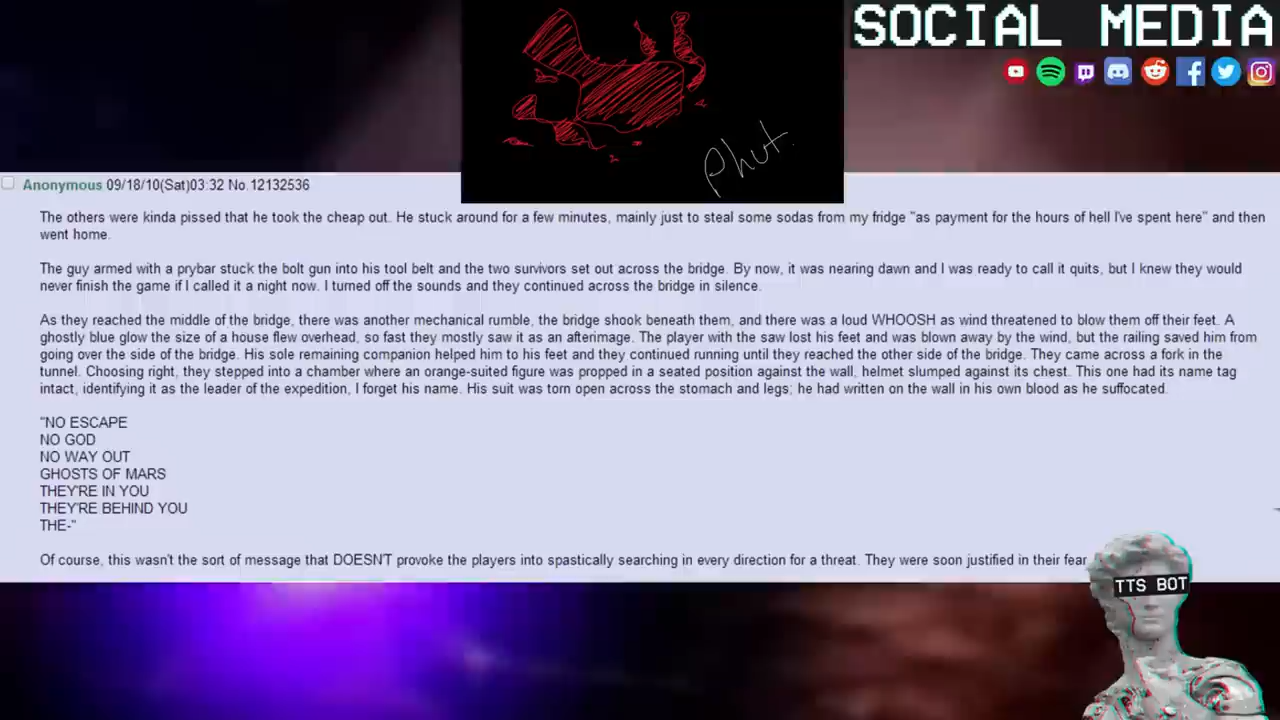 SOCIAL MEDIA
Phut.
Anonymous 09/18/10(Sat)03:32 No.12132536
The others were kinda pissed that he took the cheap out. He stuck around for a few minutes, mainly just to steal some sodas from my fridge "as payment for the hours of hell I've spent here" and then
went home.
The guy armed with a prybar stuck the bolt gun into his tool belt and the two survivors set out across the bridge. By now, it was nearing dawn and I was ready to call it quits, but I knew they would
never finish the game if I called it a night now. I turned off the sounds and they continued across the bridge in silence.
As they reached the middle of the bridge, there was another mechanical rumble, the bridge shook beneath them, and there was a loud WHOOSH as wind threatened to blow them off their feet. A
ghostly blue glow the size of a house flew overhead, so fast they mostly saw it as an afterimage. The player with the saw lost his feet and was blown away by the wind, but the railing saved him from
going over the side of the bridge. His sole remaining companion helped him to his feet and they continued running until they reached the other side of the bridge. They came across a fork in the
tunnel. Choosing right, they stepped into a chamber where an orange-suited figure was propped in a seated position against the wall, helmet slumped against its chest. This one had its name tag
intact, identifying it as the leader of the expedition, I forget his name. His suit was torn open across the stomach and legs; he had written on the wall in his own blood as he suffocated.
"NO ESCAPE
NO GOD
NO WAY OUT
GHOSTS OF MARS
THEY'RE IN YOU
THEY'RE BEHIND YOU
THE-"
Of course, this wasn't the sort of message that DOESN'T provoke the players into spastically searching in every direction for a threat. They were soon justified in their fear
TTS BOT